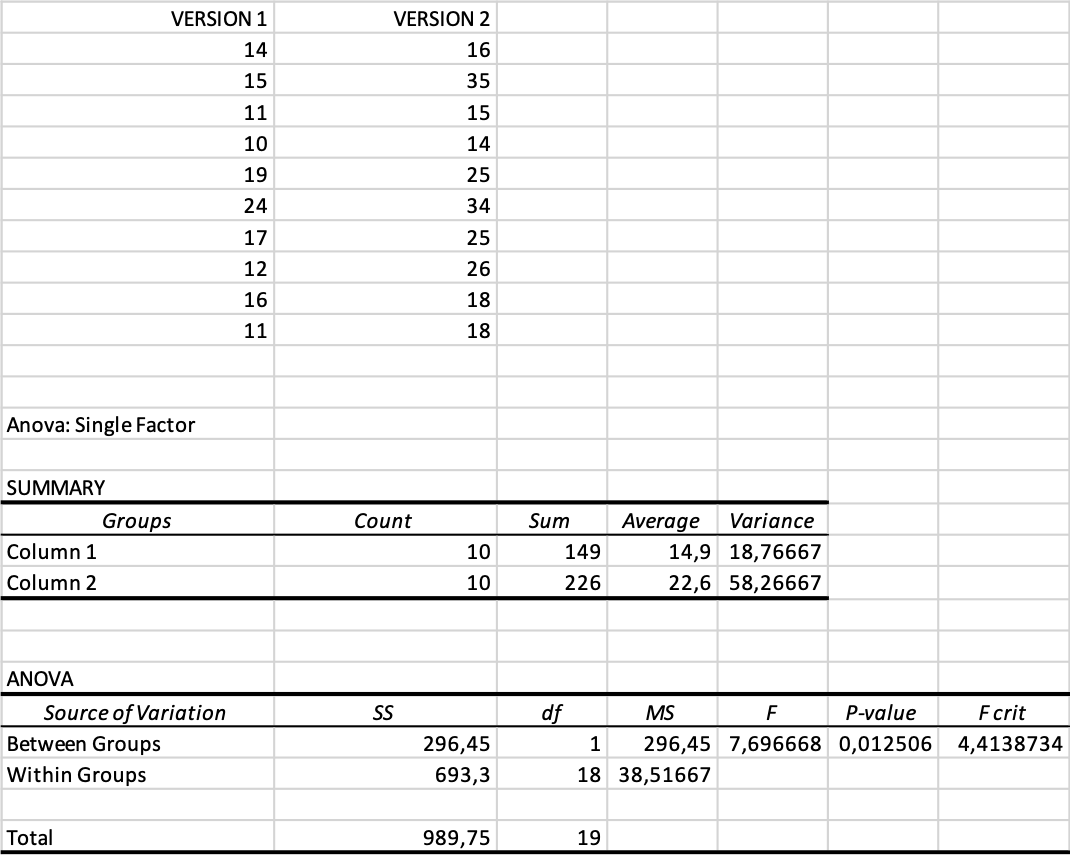 VERSION 1 VERSION 2
14 16
15 35
11 15
10 14
19 25
24 34
17 25
12 26
16 18
11 18
Anova: Single Factor
SUMMARY
Groups Count Sum Average Variance
Column 1 10 149 14,9 18,76667
Column 2 10 226 22,6 58,26667
ANOVA
Source of Variation SS df MS F P-value F crit
Between Groups 296,45 1 296,45 7,696668 0,012506 4,4138734
Within Groups 693,3 18 38,51667
Total 989,75 19